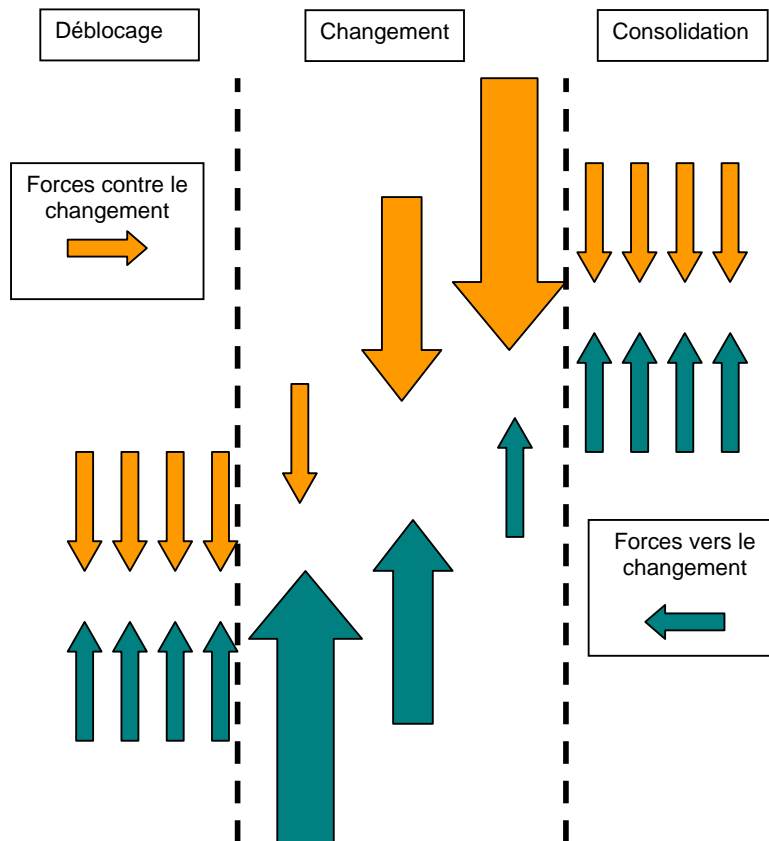 Déblocage
Changement
Consolidation
Forces contre le
changement
Forces vers le
changement